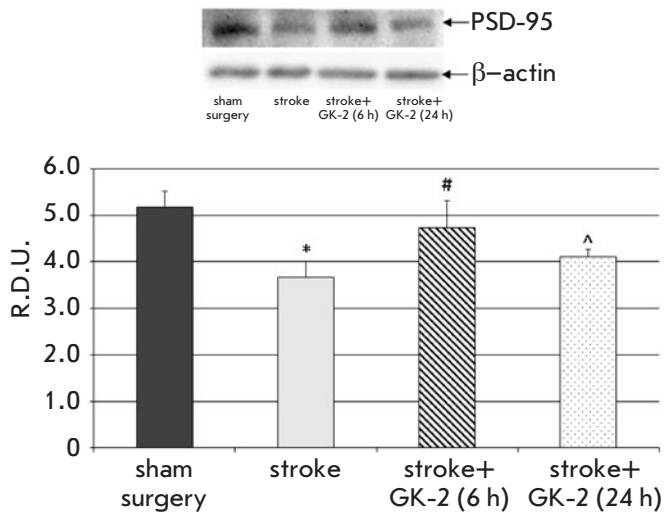 PSD-95
β–actin
sham surgery
stroke
stroke+ GK-2 (6 h)
stroke+ GK-2 (24 h)
R.D.U.
6.0
5.0
4.0
3.0
2.0
1.0
0
*
#
^
sham surgery
stroke
stroke+ GK-2 (6 h)
stroke+ GK-2 (24 h)